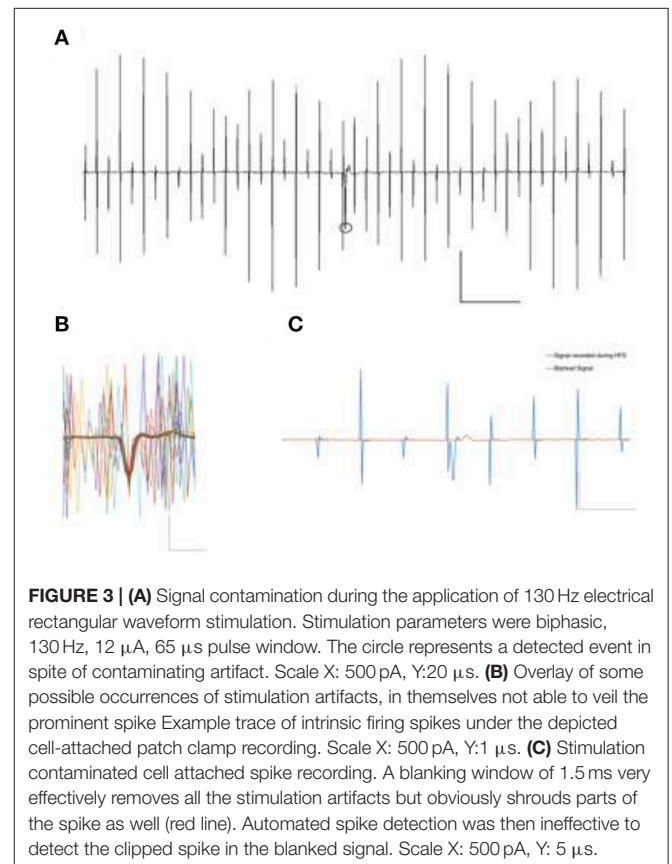 A
B
C
Signal recorded during HFS
Blanked Signal
FIGURE 3 | (A) Signal contamination during the application of 130 Hz electrical
rectangular waveform stimulation. Stimulation parameters were biphasic,
130 Hz, 12 μA, 65 μs pulse window. The circle represents a detected event in
spite of contaminating artifact. Scale X: 500 pA, Y:20 μs. (B) Overlay of some
possible occurrences of stimulation artifacts, in themselves not able to veil the
prominent spike Example trace of intrinsic firing spikes under the depicted
cell-attached patch clamp recording. Scale X: 500 pA, Y:1 μs. (C) Stimulation
contaminated cell attached spike recording. A blanking window of 1.5 ms very
effectively removes all the stimulation artifacts but obviously shrouds parts of
the spike as well (red line). Automated spike detection was then ineffective to
detect the clipped spike in the blanked signal. Scale X: 500 pA, Y: 5 μs.